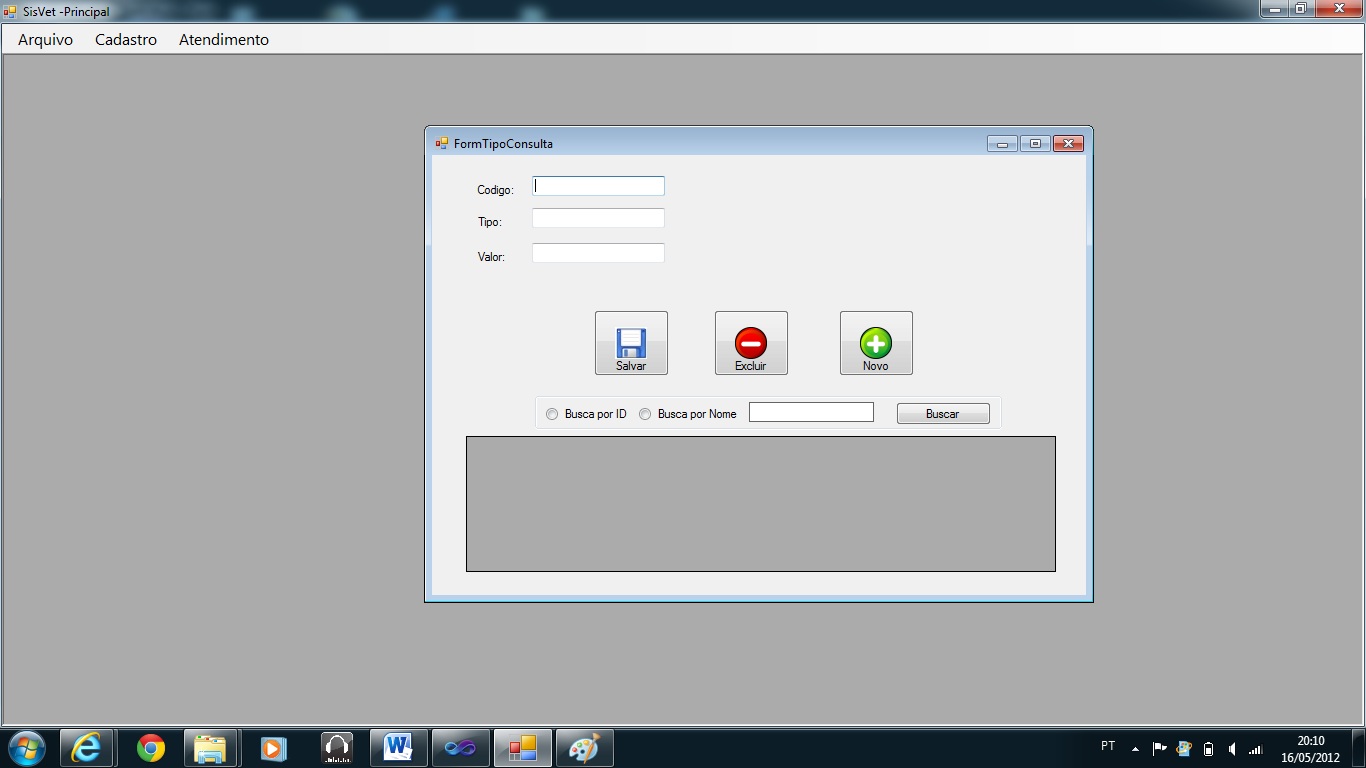 SisVet -Principal
Arquivo Cadastro Atendimento
FormTipoConsulta
Codigo:
Tipo:
Valor:
Salvar Excluir Novo
Busca por ID Busca por Nome Buscar
PT 20:10
16/05/2012